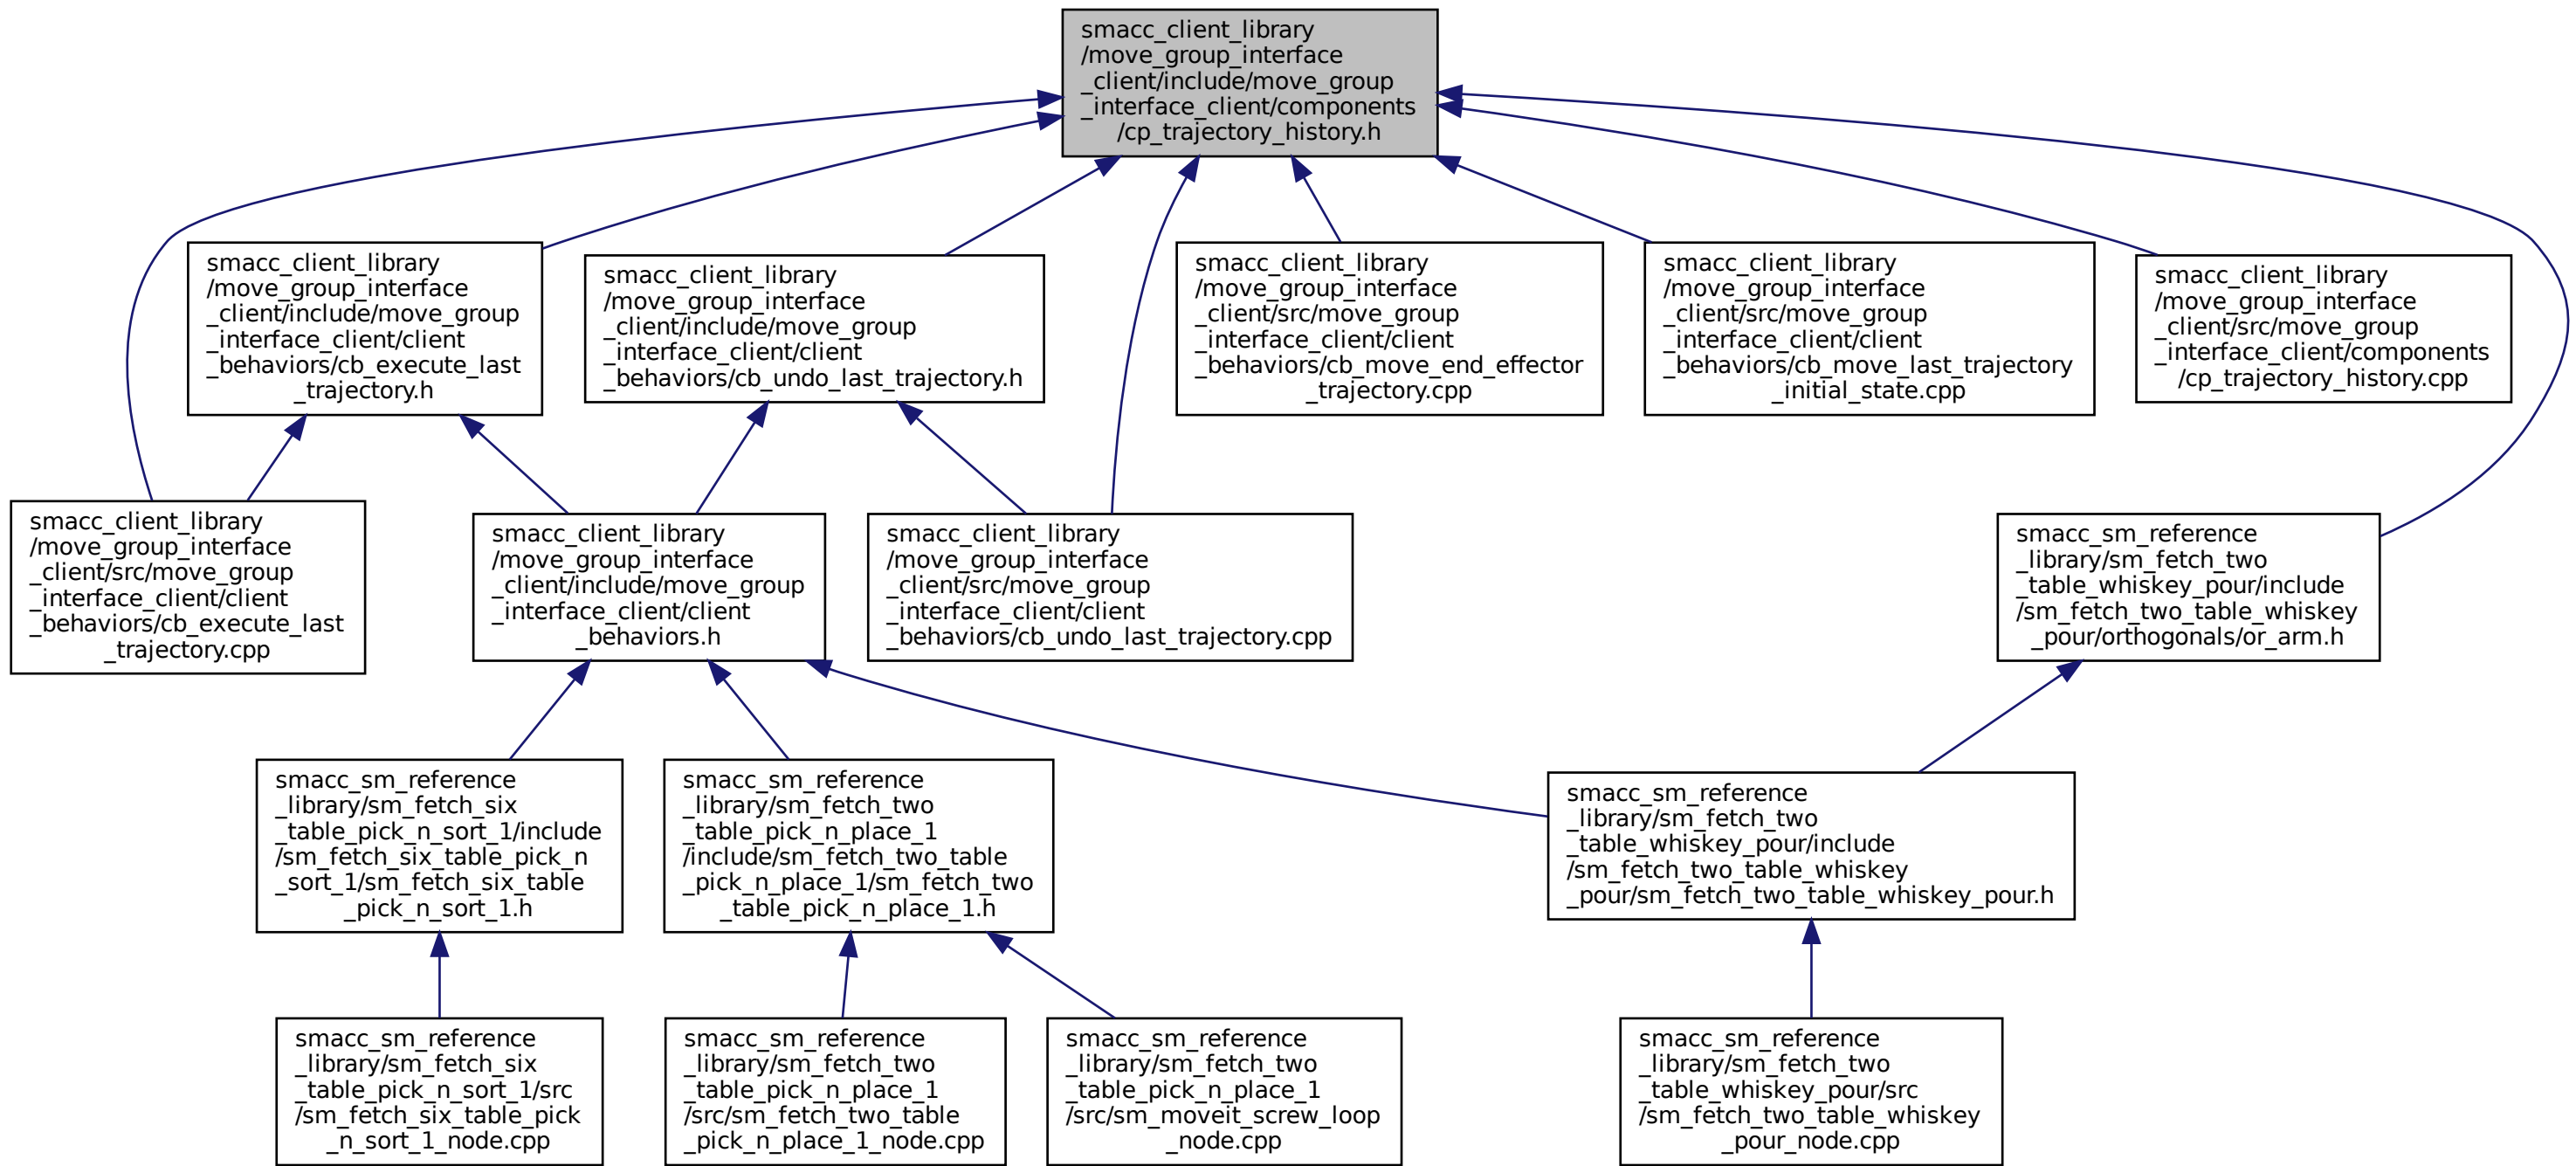 smacc_client_library
/move_group_interface
_client/include/move_group
_interface_client/components
/cp_trajectory_history.h
smacc_client_library
/move_group_interface
_client/include/move_group
_interface_client/client
_behaviors/cb_execute_last
_trajectory.h
smacc_client_library
/move_group_interface
_client/include/move_group
_interface_client/client
_behaviors/cb_undo_last_trajectory.h
smacc_client_library
/move_group_interface
_client/src/move_group
_interface_client/client
_behaviors/cb_move_end_effector
_trajectory.cpp
smacc_client_library
/move_group_interface
_client/src/move_group
_interface_client/client
_behaviors/cb_move_last_trajectory
_initial_state.cpp
smacc_client_library
/move_group_interface
_client/src/move_group
_interface_client/components
/cp_trajectory_history.cpp
smacc_client_library
/move_group_interface
_client/src/move_group
_interface_client/client
_behaviors/cb_execute_last
_trajectory.cpp
smacc_client_library
/move_group_interface
_client/include/move_group
_interface_client/client
_behaviors.h
smacc_client_library
/move_group_interface
_client/src/move_group
_interface_client/client
_behaviors/cb_undo_last_trajectory.cpp
smacc_sm_reference
_library/sm_fetch_two
_table_whiskey_pour/include
/sm_fetch_two_table_whiskey
_pour/orthogonals/or_arm.h
smacc_sm_reference
_library/sm_fetch_six
_table_pick_n_sort_1/include
/sm_fetch_six_table_pick_n
_sort_1/sm_fetch_six_table
_pick_n_sort_1.h
smacc_sm_reference
_library/sm_fetch_two
_table_pick_n_place_1
/include/sm_fetch_two_table
_pick_n_place_1/sm_fetch_two
_table_pick_n_place_1.h
smacc_sm_reference
_library/sm_fetch_two
_table_whiskey_pour/include
/sm_fetch_two_table_whiskey
_pour/sm_fetch_two_table_whiskey_pour.h
smacc_sm_reference
_library/sm_fetch_six
_table_pick_n_sort_1/src
/sm_fetch_six_table_pick
_n_sort_1_node.cpp
smacc_sm_reference
_library/sm_fetch_two
_table_pick_n_place_1
/src/sm_fetch_two_table
_pick_n_place_1_node.cpp
smacc_sm_reference
_library/sm_fetch_two
_table_pick_n_place_1
/src/sm_moveit_screw_loop
_node.cpp
smacc_sm_reference
_library/sm_fetch_two
_table_whiskey_pour/src
/sm_fetch_two_table_whiskey
_pour_node.cpp